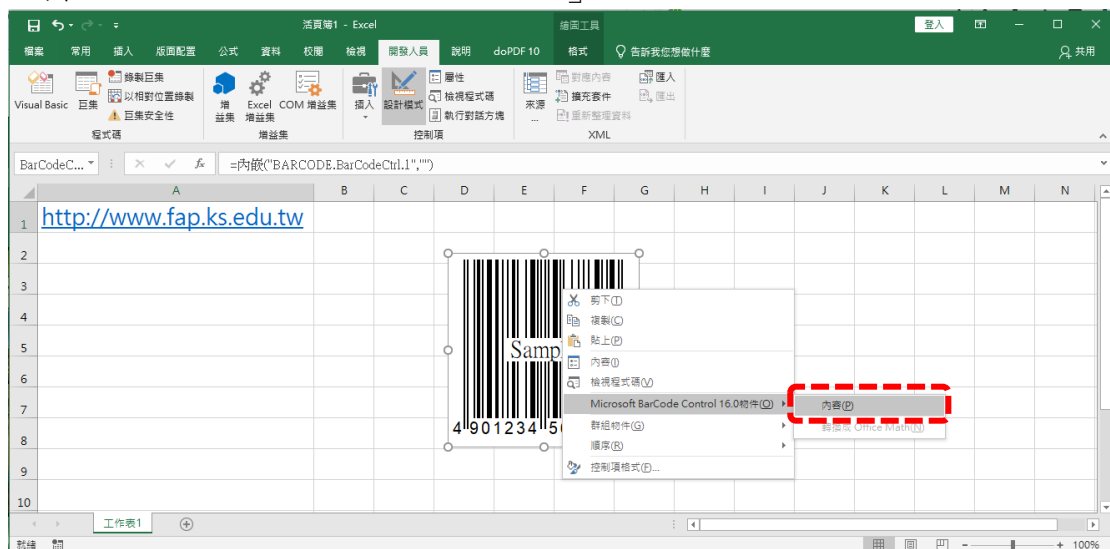 活頁簿1 - Excel 繪圖工具 登入
檔案 常用 插入 版面配置 公式 資料 校閱 檢視 開發人員 說明 doPDF 10 格式 告訴我您想做什麼 共用
錄製巨集 屬性 對應內容 匯入
以相對位置錄製 檢視程式碼 擴充套件 匯出
巨集安全性 執行對話方塊 重新整理資料
Visual Basic 巨集 增益集 Excel 增益集 COM 增益集 插入 設計模式 來源...
程式碼 增益集 控制項 XML
BarCodeC... fx =內嵌("BARCODE.BarCodeCtrl.1","")
A B C D E F G H I J K L M N
1 http://www.fap.ks.edu.tw
2
3
4
5
6
7
8
9
10
Samp
4 901234 5
剪下(T)
複製(C)
貼上(P)
內容(I)
檢視程式碼(V)
Microsoft BarCode Control 16.0物件(O)
群組物件(G)
順序(R)
控制項格式(F)...
內容(P)
轉換成 Office Math(N)
工作表1
就緒 100%